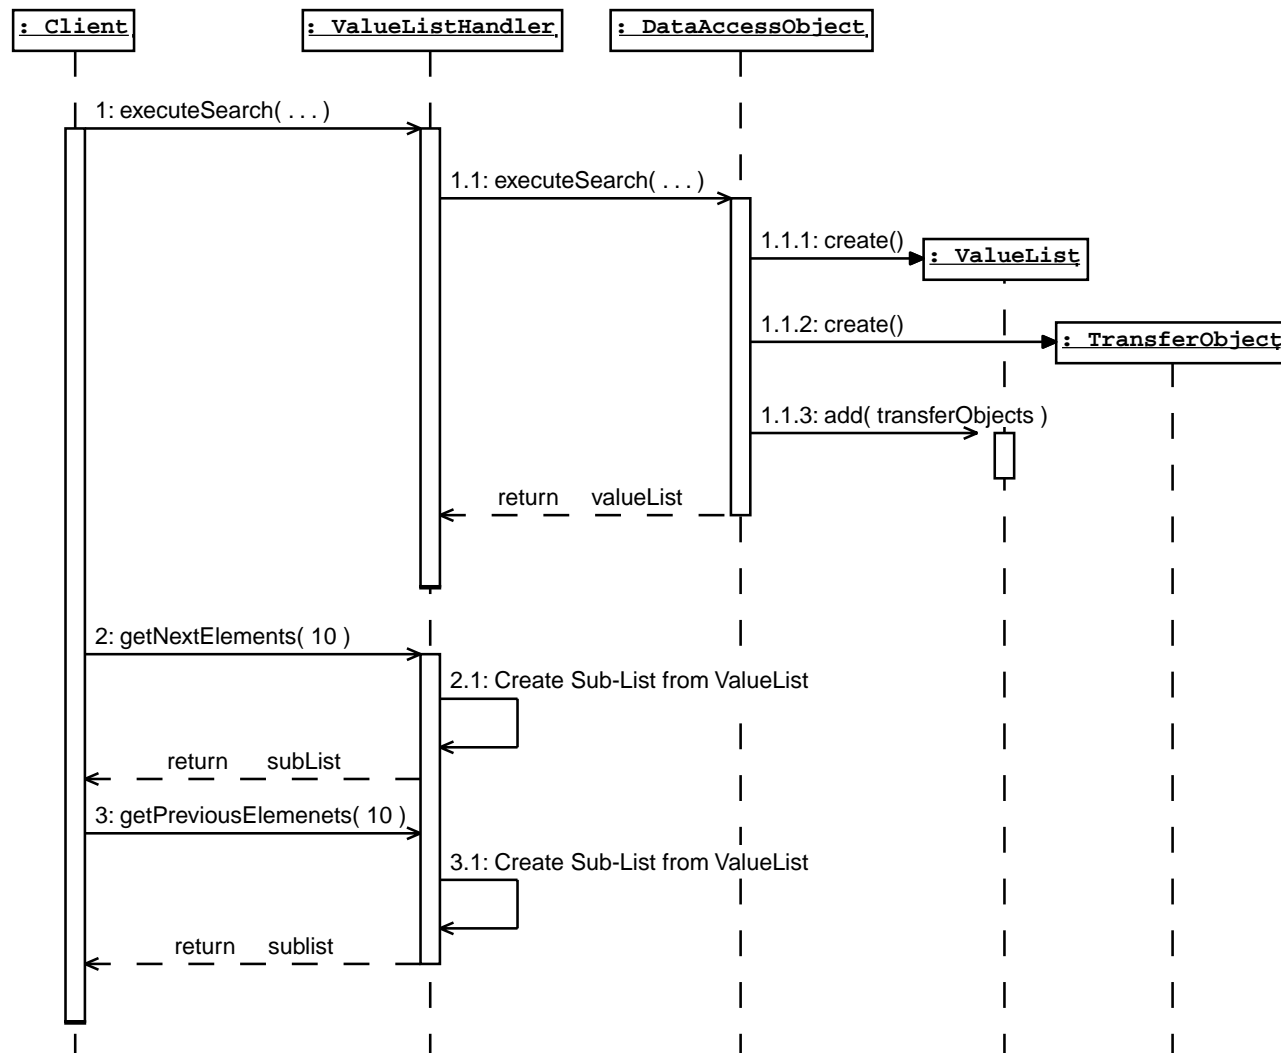 : Client
: ValueListHandler
: DataAccessObject
1: executeSearch( . . . )
1.1: executeSearch( . . . )
1.1.1: create()
: ValueList
1.1.2: create()
: TransferObject
1.1.3: add( transferObjects )
return valueList
2: getNextElements( 10 )
2.1: Create Sub-List from ValueList
return subList
3: getPreviousElemenets( 10 )
3.1: Create Sub-List from ValueList
return sublist